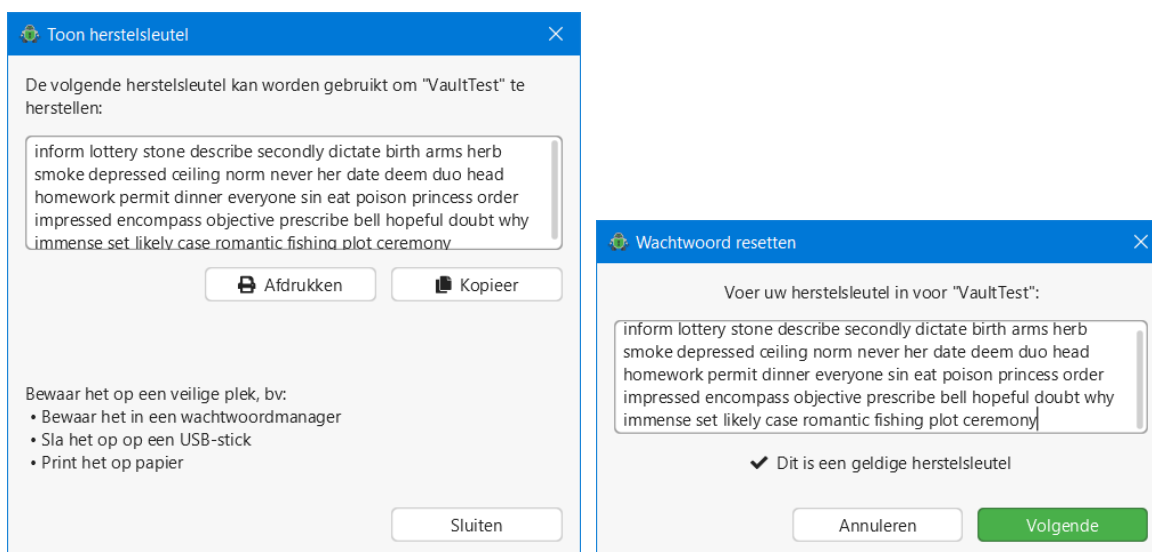 Toon herstelsleutel
De volgende herstelsleutel kan worden gebruikt om "VaultTest" te
herstellen:
inform lottery stone describe secondly dictate birth arms herb
smoke depressed ceiling norm never her date deem duo head
homework permit dinner everyone sin eat poison princess order
impressed encompass objective prescribe bell hopeful doubt why
immense set likely case romantic fishing plot ceremony
Afdrukken
Kopieer
Bewaar het op een veilige plek, bv:
• Bewaar het in een wachtwoordmanager
• Sla het op op een USB-stick
• Print het op papier
Sluiten
Wachtwoord resetten
Voer uw herstelsleutel in voor "VaultTest":
inform lottery stone describe secondly dictate birth arms herb
smoke depressed ceiling norm never her date deem duo head
homework permit dinner everyone sin eat poison princess order
impressed encompass objective prescribe bell hopeful doubt why
immense set likely case romantic fishing plot ceremony
Dit is een geldige herstelsleutel
Annuleren
Volgende